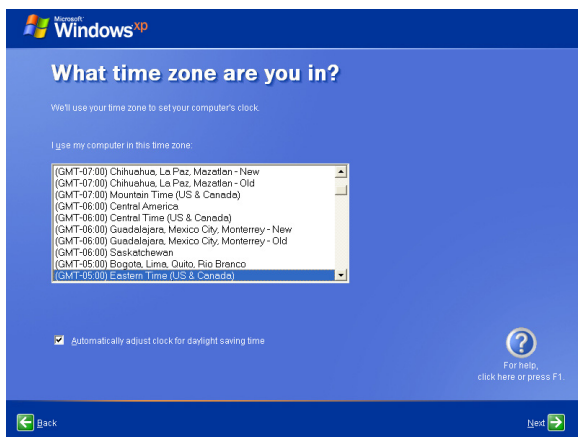 Microsoft
Windows xp
What time zone are you in?
We'll use your time zone to set your computer's clock.
I use my computer in this time zone:
(GMT-07:00) Chihuahua, La Paz, Mazatlan - New
(GMT-07:00) Chihuahua, La Paz, Mazatlan - Old
(GMT-07:00) Mountain Time (US & Canada)
(GMT-06:00) Central America
(GMT-06:00) Central Time (US & Canada)
(GMT-06:00) Guadalajara, Mexico City, Monterrey - New
(GMT-06:00) Guadalajara, Mexico City, Monterrey - Old
(GMT-06:00) Saskatchewan
(GMT-05:00) Bogota, Lima, Quito, Rio Branco
(GMT-05:00) Eastern Time (US & Canada)
Automatically adjust clock for daylight saving time
?
For help,
click here or press F1.
Back
Next